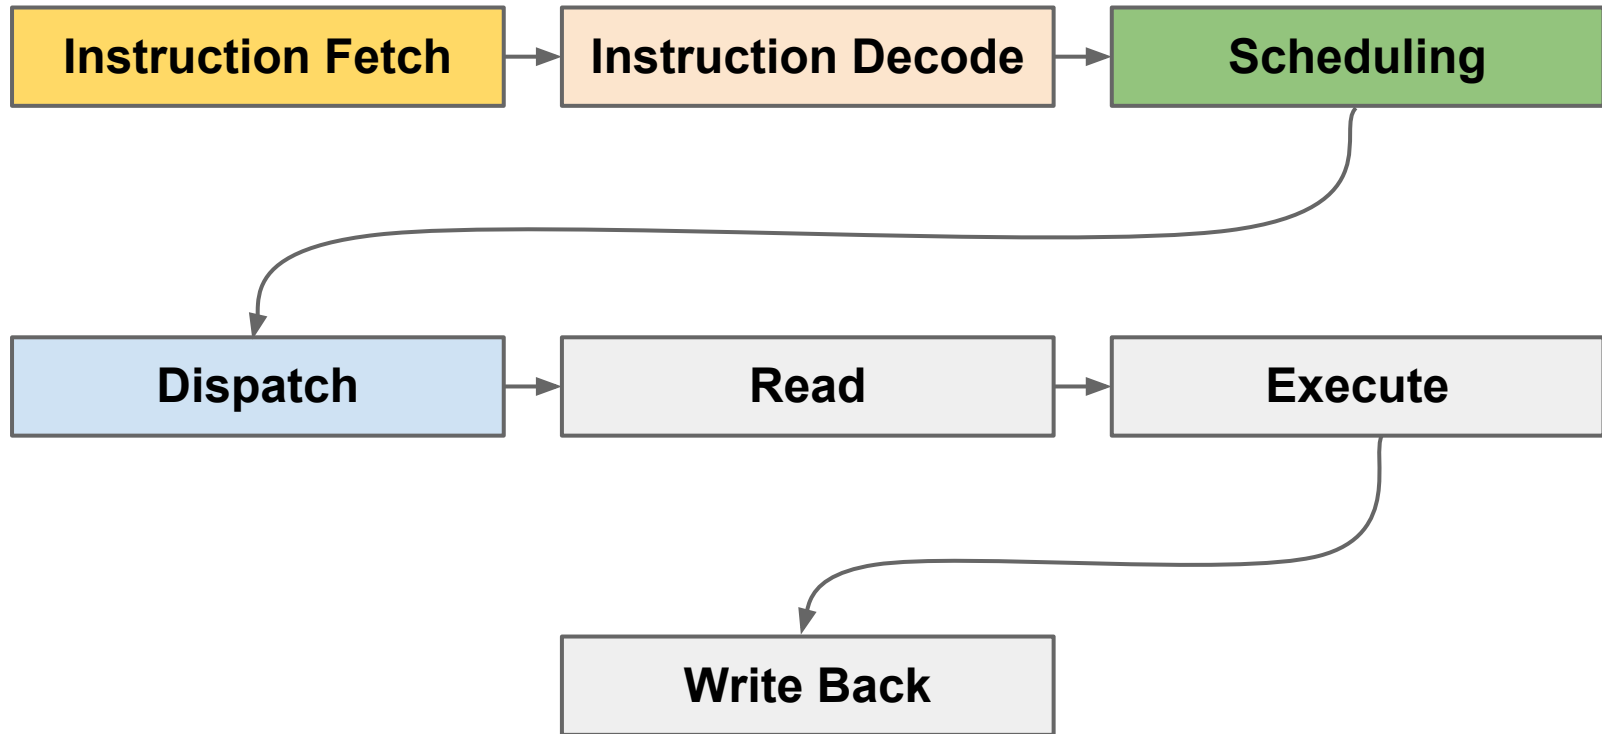 Instruction Fetch
Instruction Decode
Scheduling
Dispatch
Read
Execute
Write Back